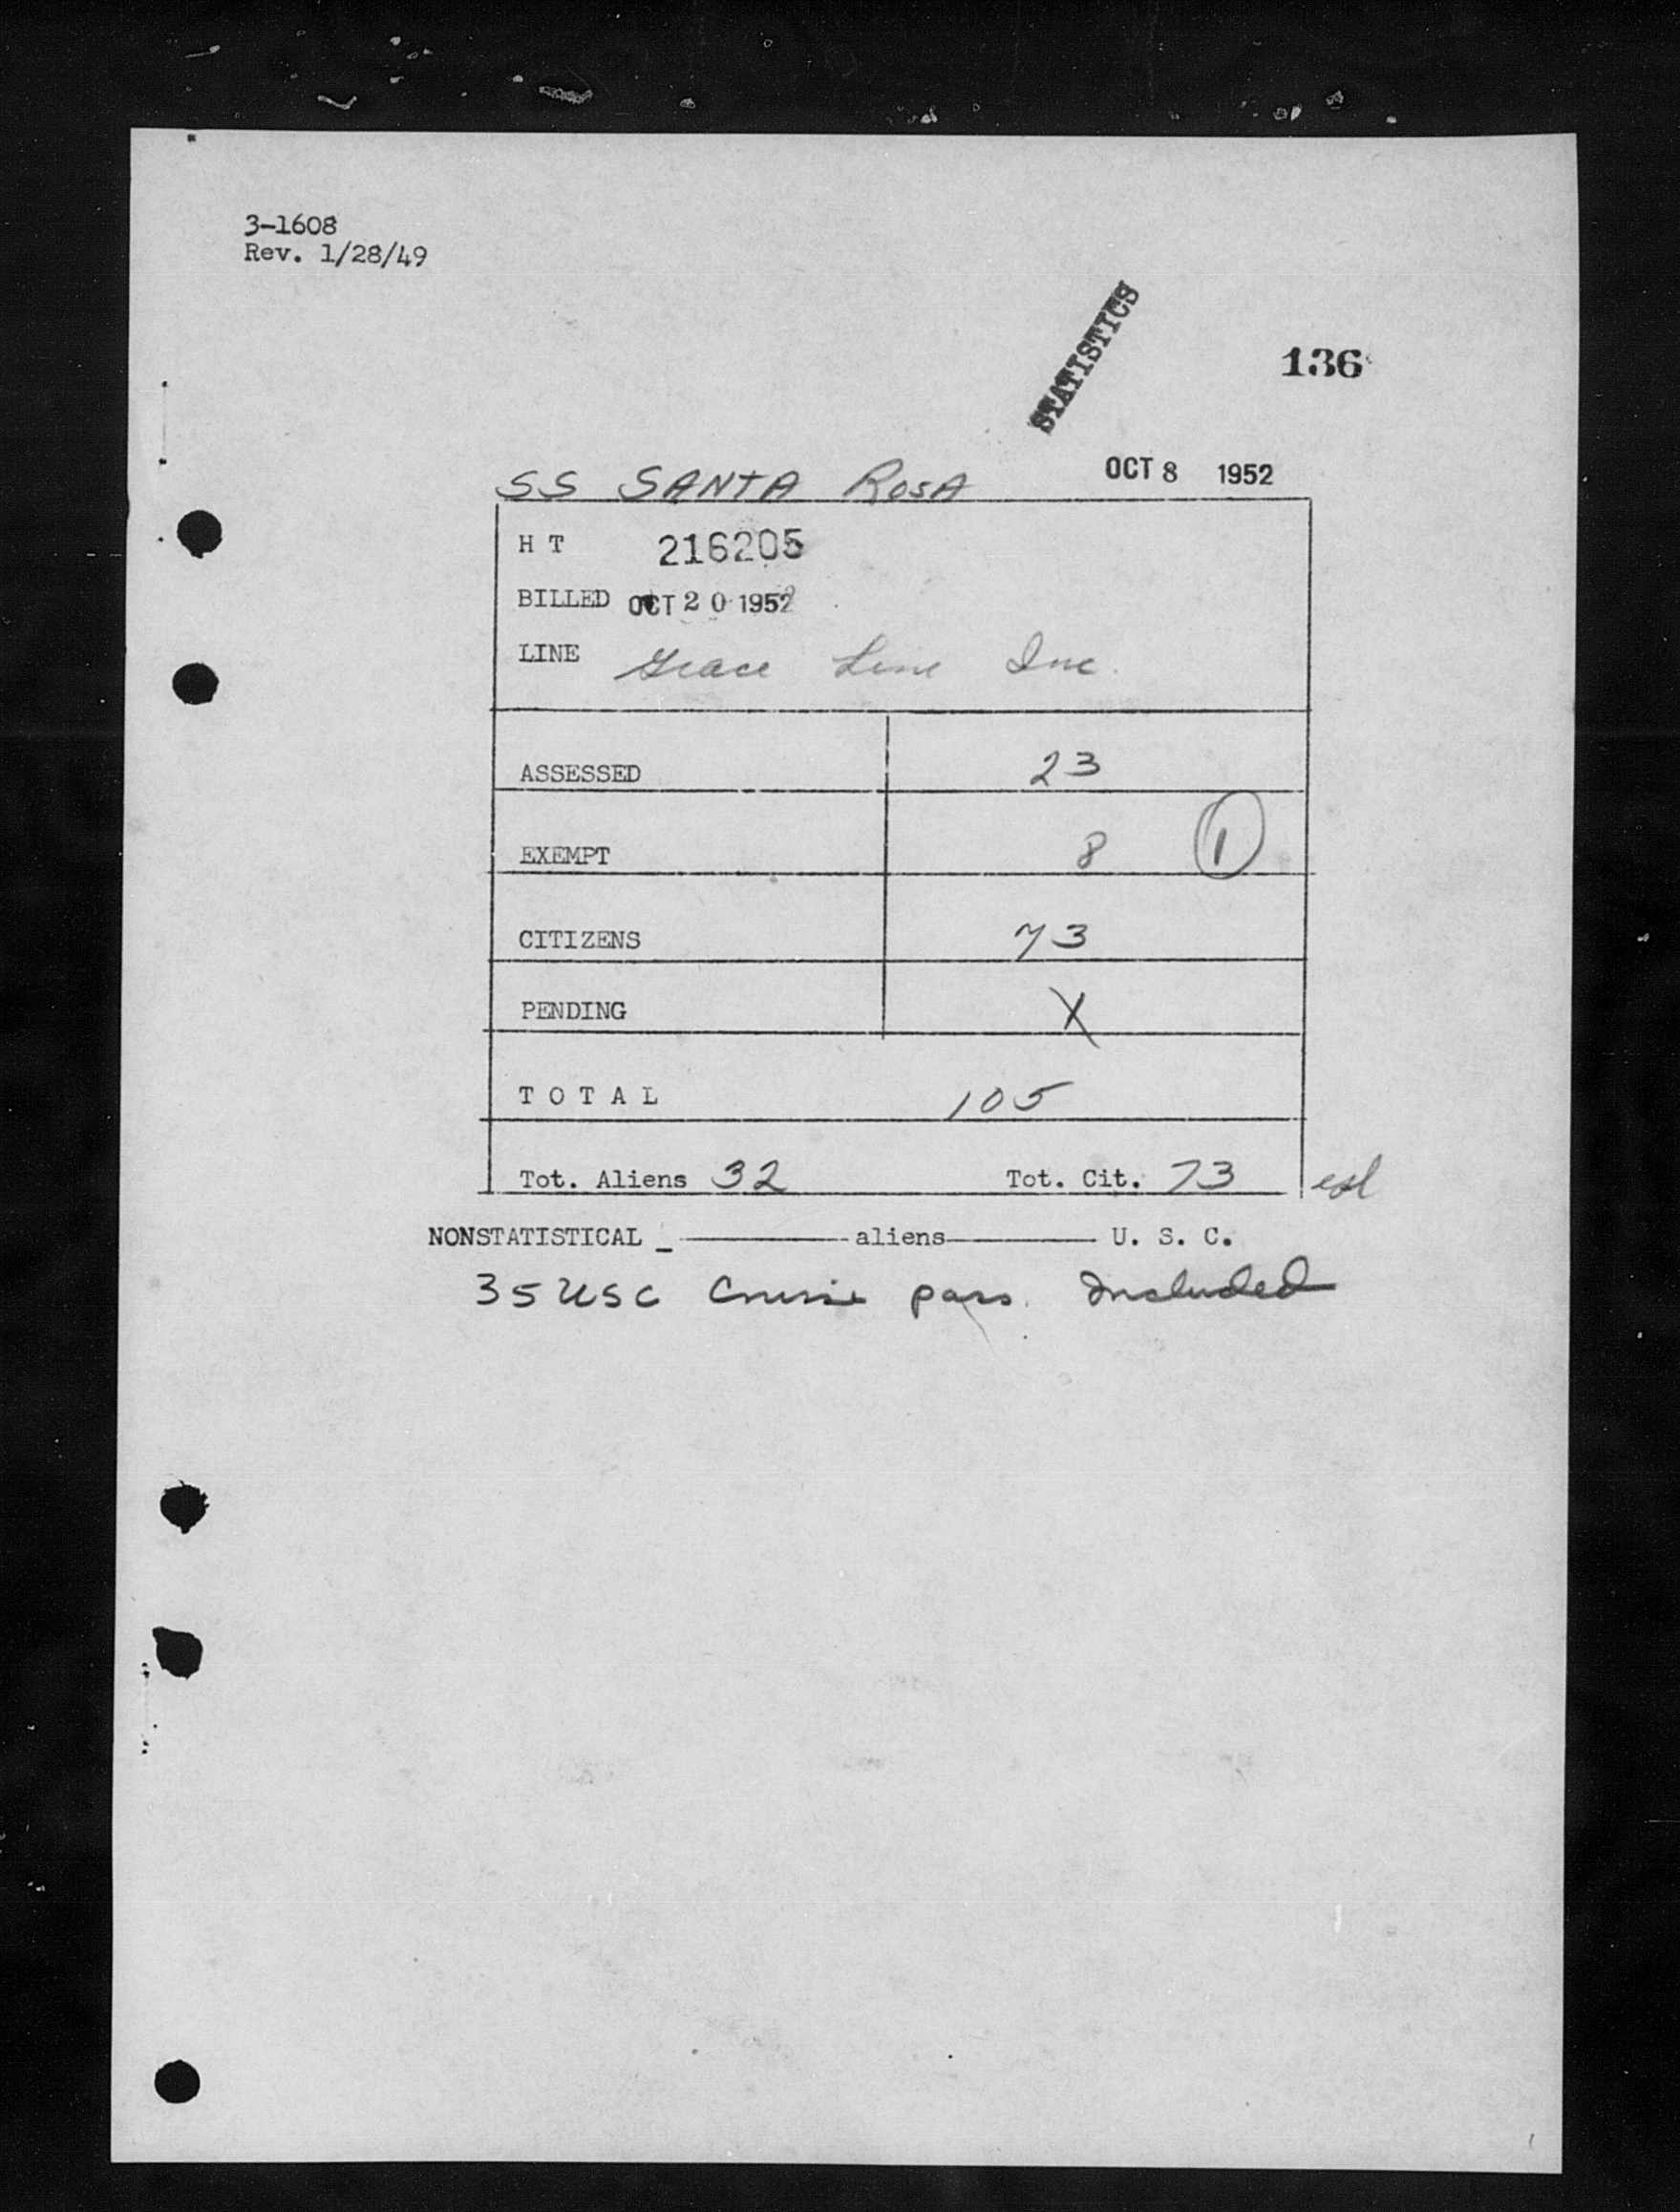 3-1608
Rev. 1/28/49
STATISTICS
136
SS SANTA ROSA OCT 8 1952
H T 216205
BILLED OCT 20 1952
LINE Grace Line Inc.
ASSESSED 23
EXEMPT 8 1
CITIZENS 73
PENDING X
T O T A L 105
Tot. Aliens 32 Tot. Cit. 73
NONSTATISTICAL _ aliens U. S. C.
35 USC Cruise pass. Included